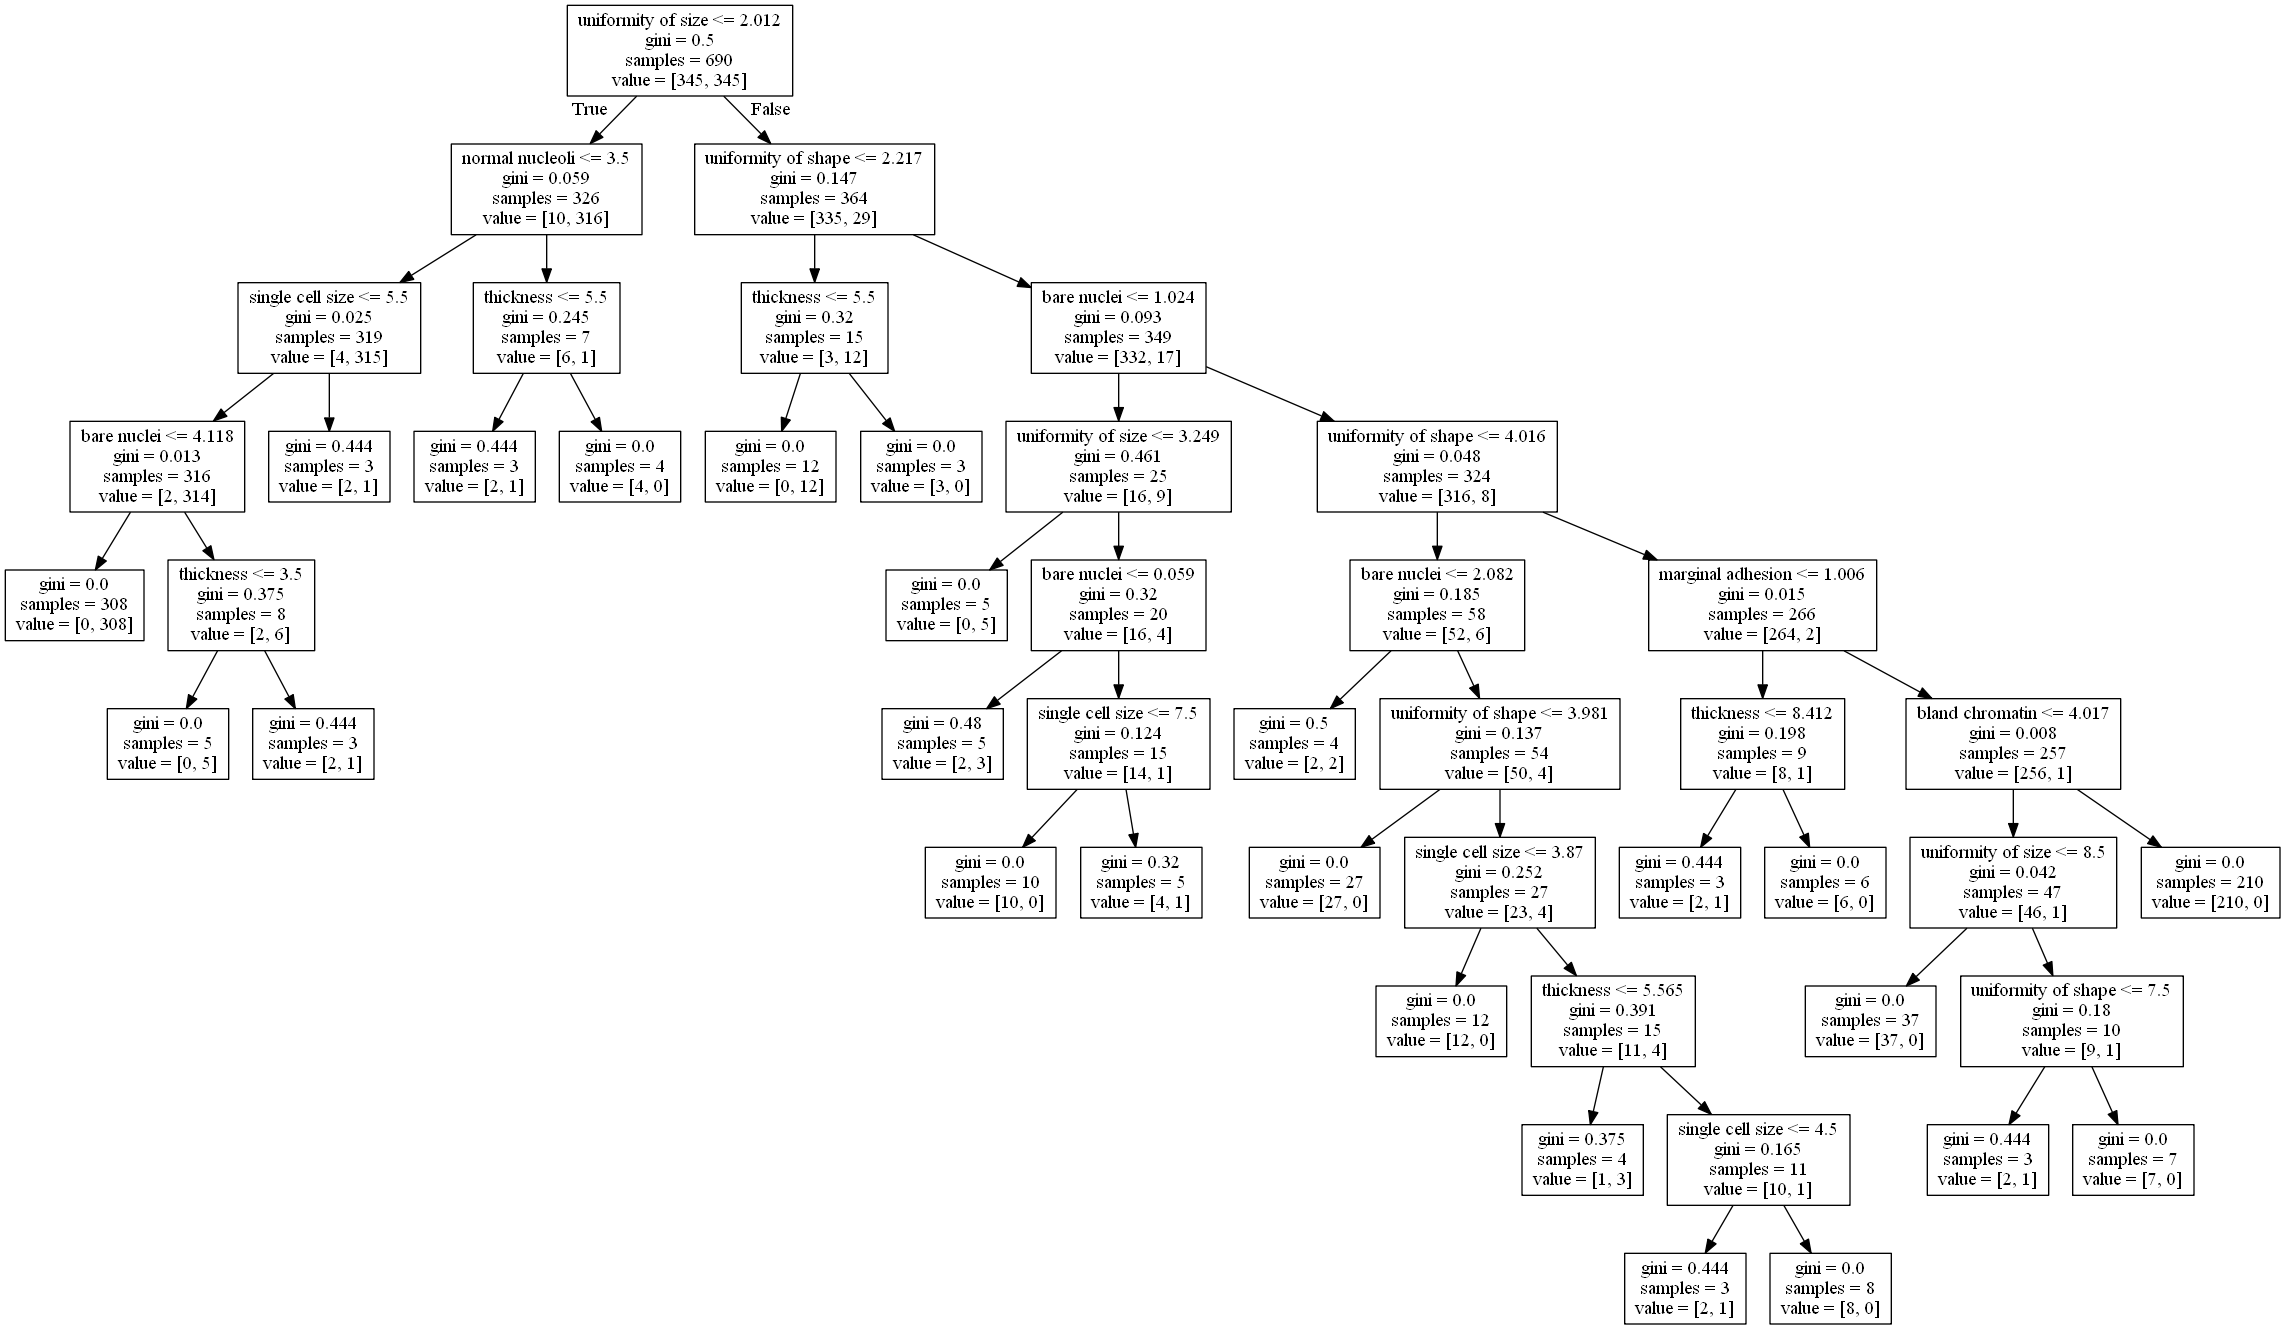 uniformity of size <= 2.012
gini = 0.5
samples = 690
value = [345, 345]
True
False
normal nucleoli <= 3.5
gini = 0.059
samples = 326
value = [10, 316]
uniformity of shape <= 2.217
gini = 0.147
samples = 364
value = [335, 29]
single cell size <= 5.5
gini = 0.025
samples = 319
value = [4, 315]
thickness <= 5.5
gini = 0.245
samples = 7
value = [6, 1]
thickness <= 5.5
gini = 0.32
samples = 15
value = [3, 12]
bare nuclei <= 1.024
gini = 0.093
samples = 349
value = [332, 17]
bare nuclei <= 4.118
gini = 0.013
samples = 316
value = [2, 314]
gini = 0.444
samples = 3
value = [2, 1]
gini = 0.444
samples = 3
value = [2, 1]
gini = 0.0
samples = 4
value = [4, 0]
gini = 0.0
samples = 12
value = [0, 12]
gini = 0.0
samples = 3
value = [3, 0]
uniformity of size <= 3.249
gini = 0.461
samples = 25
value = [16, 9]
uniformity of shape <= 4.016
gini = 0.048
samples = 324
value = [316, 8]
gini = 0.0
samples = 308
value = [0, 308]
thickness <= 3.5
gini = 0.375
samples = 8
value = [2, 6]
gini = 0.0
samples = 5
value = [0, 5]
bare nuclei <= 0.059
gini = 0.32
samples = 20
value = [16, 4]
bare nuclei <= 2.082
gini = 0.185
samples = 58
value = [52, 6]
marginal adhesion <= 1.006
gini = 0.015
samples = 266
value = [264, 2]
gini = 0.0
samples = 5
value = [0, 5]
gini = 0.444
samples = 3
value = [2, 1]
gini = 0.48
samples = 5
value = [2, 3]
single cell size <= 7.5
gini = 0.124
samples = 15
value = [14, 1]
gini = 0.5
samples = 4
value = [2, 2]
uniformity of shape <= 3.981
gini = 0.137
samples = 54
value = [50, 4]
thickness <= 8.412
gini = 0.198
samples = 9
value = [8, 1]
bland chromatin <= 4.017
gini = 0.008
samples = 257
value = [256, 1]
gini = 0.0
samples = 10
value = [10, 0]
gini = 0.32
samples = 5
value = [4, 1]
gini = 0.0
samples = 27
value = [27, 0]
single cell size <= 3.87
gini = 0.252
samples = 27
value = [23, 4]
gini = 0.444
samples = 3
value = [2, 1]
gini = 0.0
samples = 6
value = [6, 0]
uniformity of size <= 8.5
gini = 0.042
samples = 47
value = [46, 1]
gini = 0.0
samples = 210
value = [210, 0]
gini = 0.0
samples = 12
value = [12, 0]
thickness <= 5.565
gini = 0.391
samples = 15
value = [11, 4]
gini = 0.0
samples = 37
value = [37, 0]
uniformity of shape <= 7.5
gini = 0.18
samples = 10
value = [9, 1]
gini = 0.375
samples = 4
value = [1, 3]
single cell size <= 4.5
gini = 0.165
samples = 11
value = [10, 1]
gini = 0.444
samples = 3
value = [2, 1]
gini = 0.0
samples = 7
value = [7, 0]
gini = 0.444
samples = 3
value = [2, 1]
gini = 0.0
samples = 8
value = [8, 0]